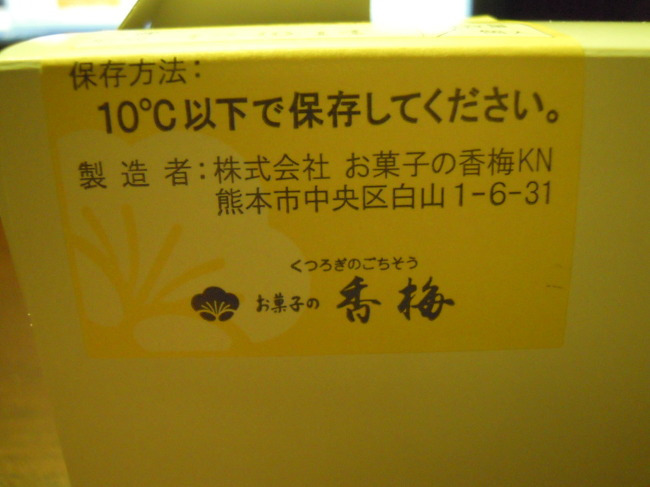 保存方法:
10℃以下で保存してください。
製造者:株式会社 お菓子の香梅KN
熊本市中央区白山1-6-31
くつろぎのごちそう
お菓子の 香梅